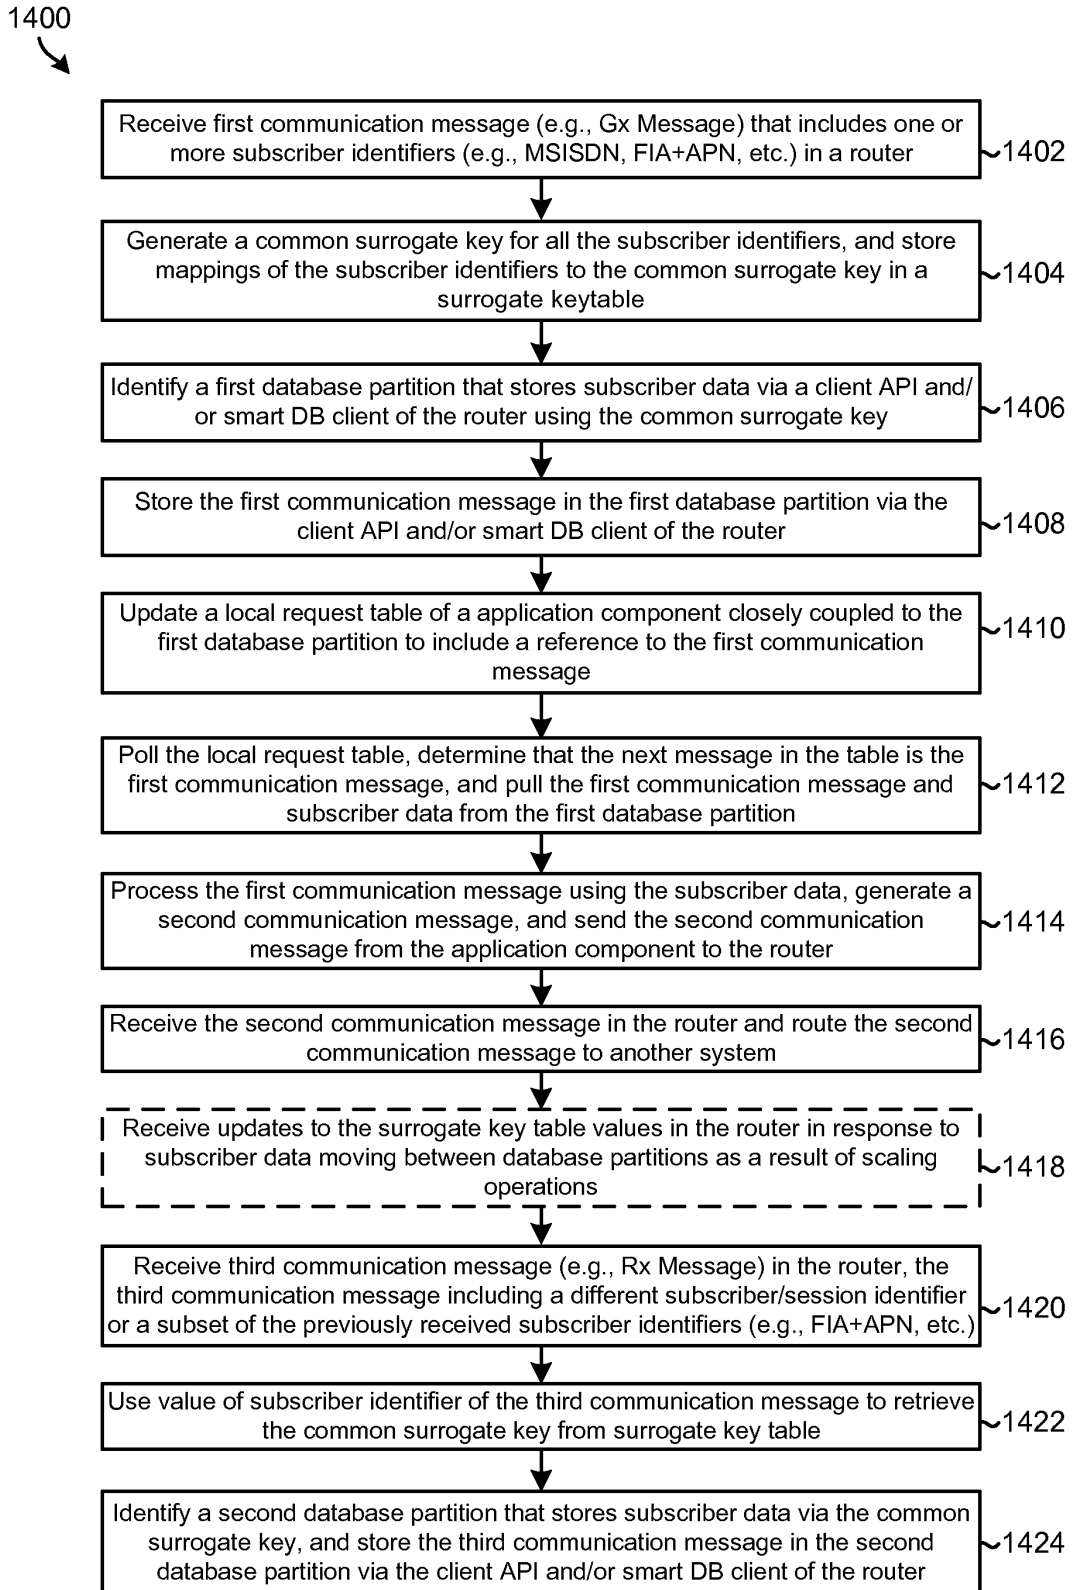 1400
Receive first communication message (e.g., Gx Message) that includes one or
more subscriber identifiers (e.g., MSISDN, FIA+APN, etc.) in a router
1402
Generate a common surrogate key for all the subscriber identifiers, and store
mappings of the subscriber identifiers to the common surrogate key in a
surrogate keytable
1404
Identify a first database partition that stores subscriber data via a client API and/
or smart DB client of the router using the common surrogate key
1406
Store the first communication message in the first database partition via the
client API and/or smart DB client of the router
1408
Update a local request table of a application component closely coupled to the
first database partition to include a reference to the first communication
message
1410
Poll the local request table, determine that the next message in the table is the
first communication message, and pull the first communication message and
subscriber data from the first database partition
1412
Process the first communication message using the subscriber data, generate a
second communication message, and send the second communication
message from the application component to the router
1414
Receive the second communication message in the router and route the second
communication message to another system
1416
Receive updates to the surrogate key table values in the router in response to
subscriber data moving between database partitions as a result of scaling
operations
1418
Receive third communication message (e.g., Rx Message) in the router, the
third communication message including a different subscriber/session identifier
or a subset of the previously received subscriber identifiers (e.g., FIA+APN, etc.)
1420
Use value of subscriber identifier of the third communication message to retrieve
the common surrogate key from surrogate key table
1422
Identify a second database partition that stores subscriber data via the common
surrogate key, and store the third communication message in the second
database partition via the client API and/or smart DB client of the router
1424